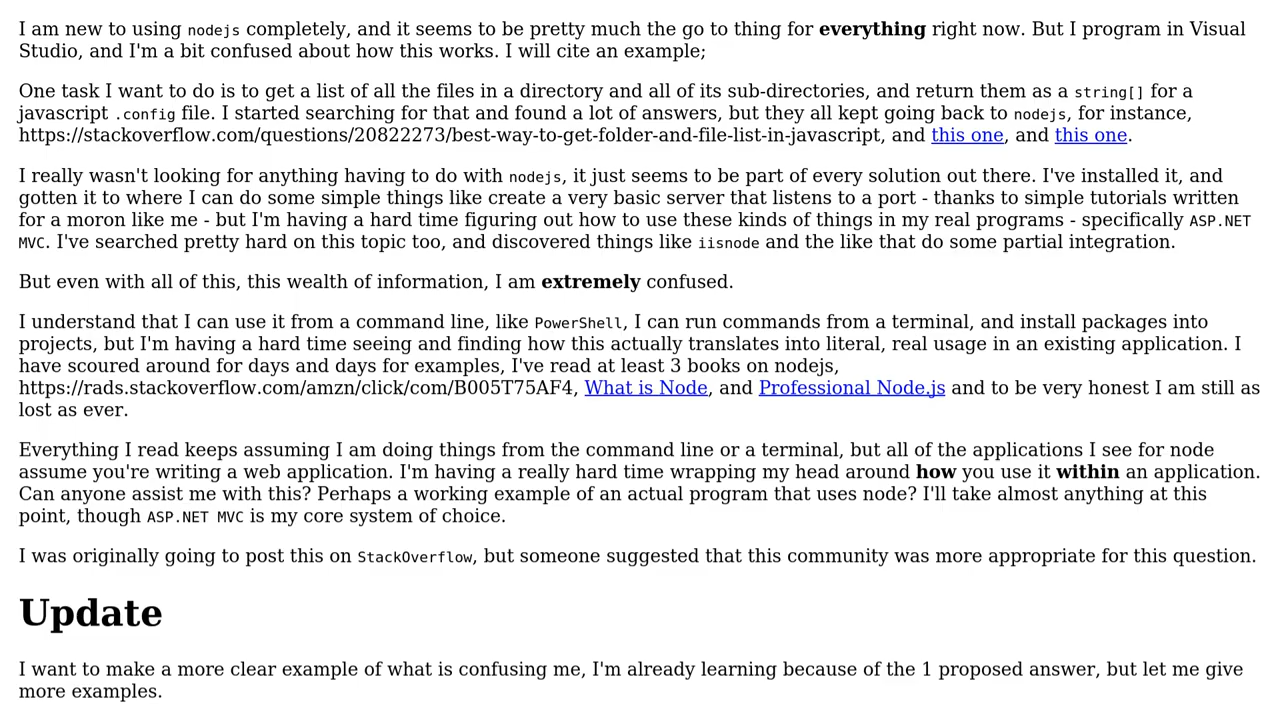 I am new to using nodejs completely, and it seems to be pretty much the go to thing for everything right now. But I program in Visual
Studio, and I'm a bit confused about how this works. I will cite an example;
One task I want to do is to get a list of all the files in a directory and all of its sub-directories, and return them as a string[] for a
javascript .config file. I started searching for that and found a lot of answers, but they all kept going back to nodejs, for instance,
https://stackoverflow.com/questions/20822273/best-way-to-get-folder-and-file-list-in-javascript, and this one, and this one.
I really wasn't looking for anything having to do with nodejs, it just seems to be part of every solution out there. I've installed it, and
gotten it to where I can do some simple things like create a very basic server that listens to a port - thanks to simple tutorials written
for a moron like me - but I'm having a hard time figuring out how to use these kinds of things in my real programs - specifically ASP.NET
MVC. I've searched pretty hard on this topic too, and discovered things like iisnode and the like that do some partial integration.
But even with all of this, this wealth of information, I am extremely confused.
I understand that I can use it from a command line, like PowerShell, I can run commands from a terminal, and install packages into
projects, but I'm having a hard time seeing and finding how this actually translates into literal, real usage in an existing application. I
have scoured around for days and days for examples, I've read at least 3 books on nodejs,
https://rads.stackoverflow.com/amzn/click/com/B005T75AF4, What is Node, and Professional Node.js and to be very honest I am still as
lost as ever.
Everything I read keeps assuming I am doing things from the command line or a terminal, but all of the applications I see for node
assume you're writing a web application. I'm having a really hard time wrapping my head around how you use it within an application.
Can anyone assist me with this? Perhaps a working example of an actual program that uses node? I'll take almost anything at this
point, though ASP.NET MVC is my core system of choice.
I was originally going to post this on StackOverflow, but someone suggested that this community was more appropriate for this question.
Update
I want to make a more clear example of what is confusing me, I'm already learning because of the 1 proposed answer, but let me give
more examples.